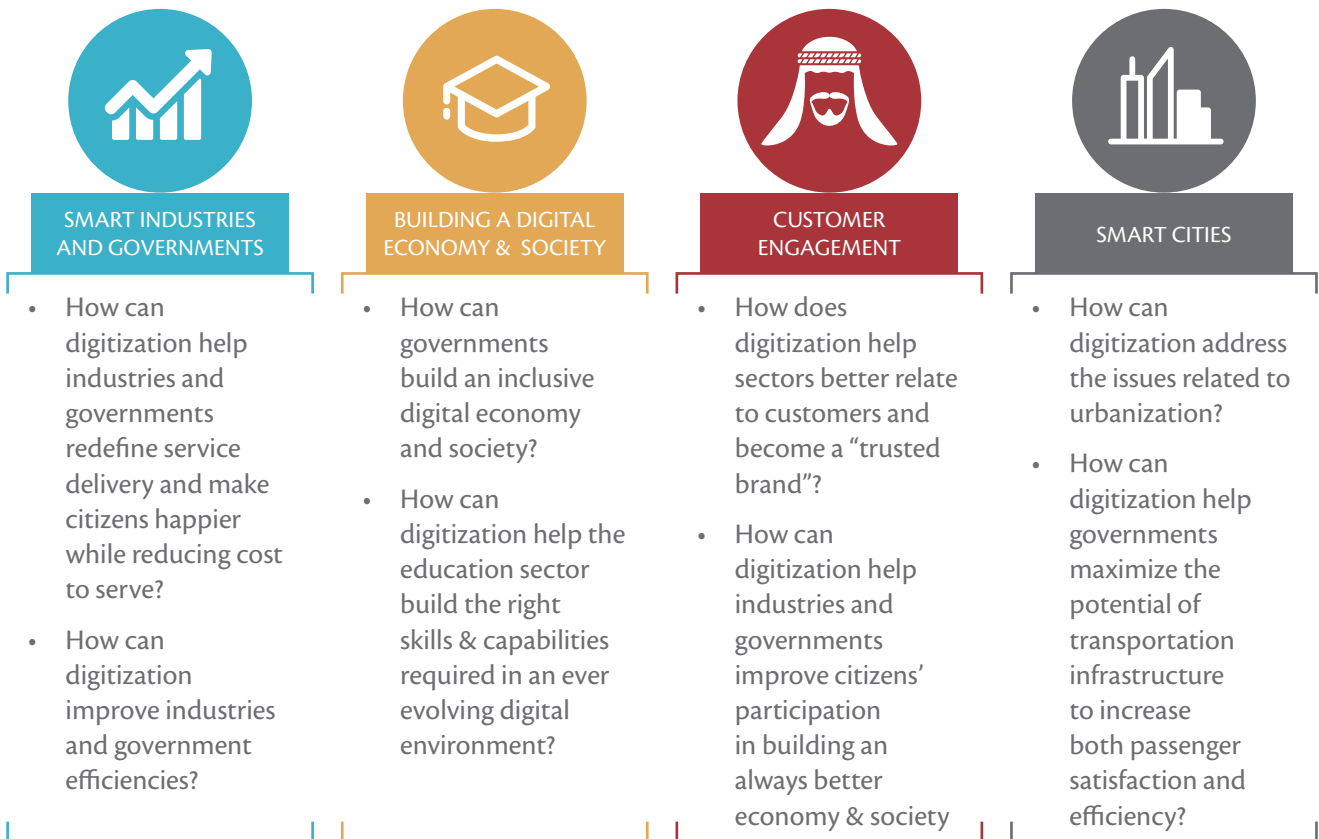 SMART INDUSTRIES
AND GOVERNMENTS
• How can
digitization help
industries and
governments
redefine service
delivery and make
citizens happier
while reducing cost
to serve?
• How can
digitization
improve industries
and government
efficiencies?
BUILDING A DIGITAL
ECONOMY & SOCIETY
• How can
governments
build an inclusive
digital economy
and society?
• How can
digitization help the
education sector
build the right
skills & capabilities
required in an ever
evolving digital
environment?
CUSTOMER
ENGAGEMENT
• How does
digitization help
sectors better relate
to customers and
become a “trusted
brand”?
• How can
digitization help
industries and
governments
improve citizens’
participation
in building an
always better
economy & society
SMART CITIES
• How can
digitization address
the issues related to
urbanization?
• How can
digitization help
governments
maximize the
potential of
transportation
infrastructure
to increase
both passenger
satisfaction and
efficiency?